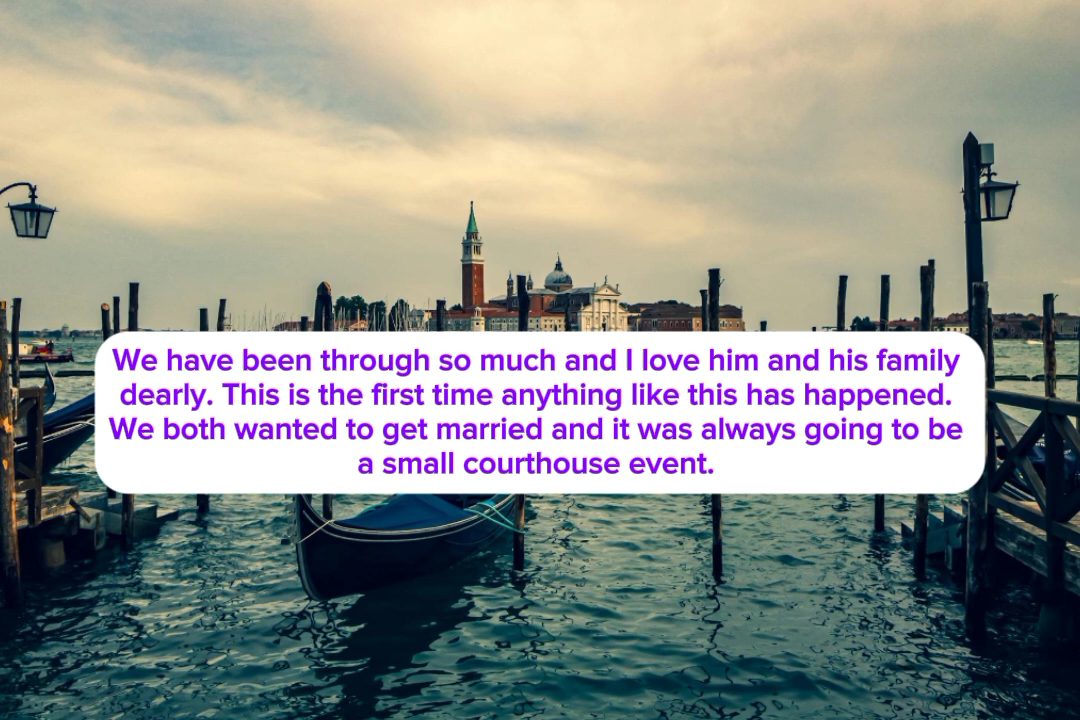 We have been through so much and I love him and his family
dearly. This is the first time anything like this has happened.
We both wanted to get married and it was always going to be
a small courthouse event.